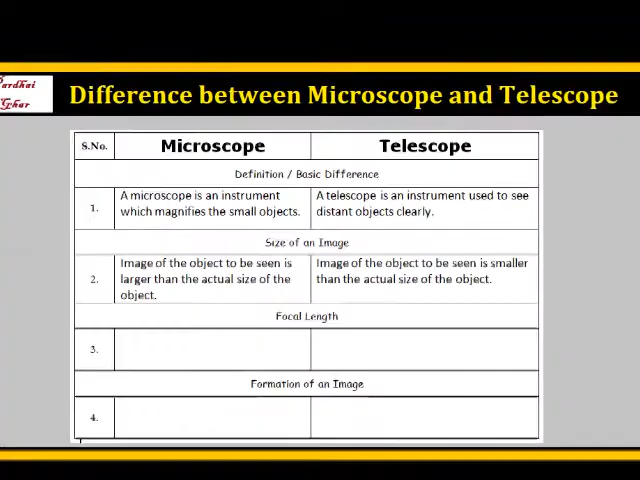 Pardhai
Ghar
Difference between Microscope and Telescope
S.No. Microscope Telescope
Definition / Basic Difference
1. A microscope is an instrument which magnifies the small objects. A telescope is an instrument used to see distant objects clearly.
Size of an Image
2. Image of the object to be seen is larger than the actual size of the object. Image of the object to be seen is smaller than the actual size of the object.
Focal Length
3.
Formation of an Image
4.